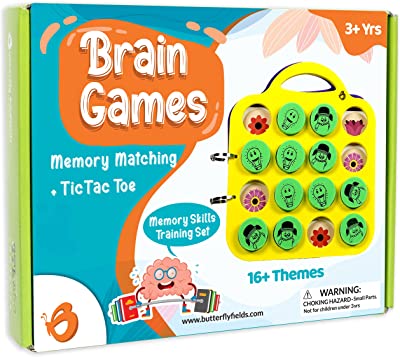 3+ Yrs
Brain
Games
Memory Matching
+ TicTac Toe
Memory Skills
Training Set
16+ Themes
WARNING:
CHOKING HAZARD-Small Parts.
Not for children under 3yrs
www.butterflyfields.com